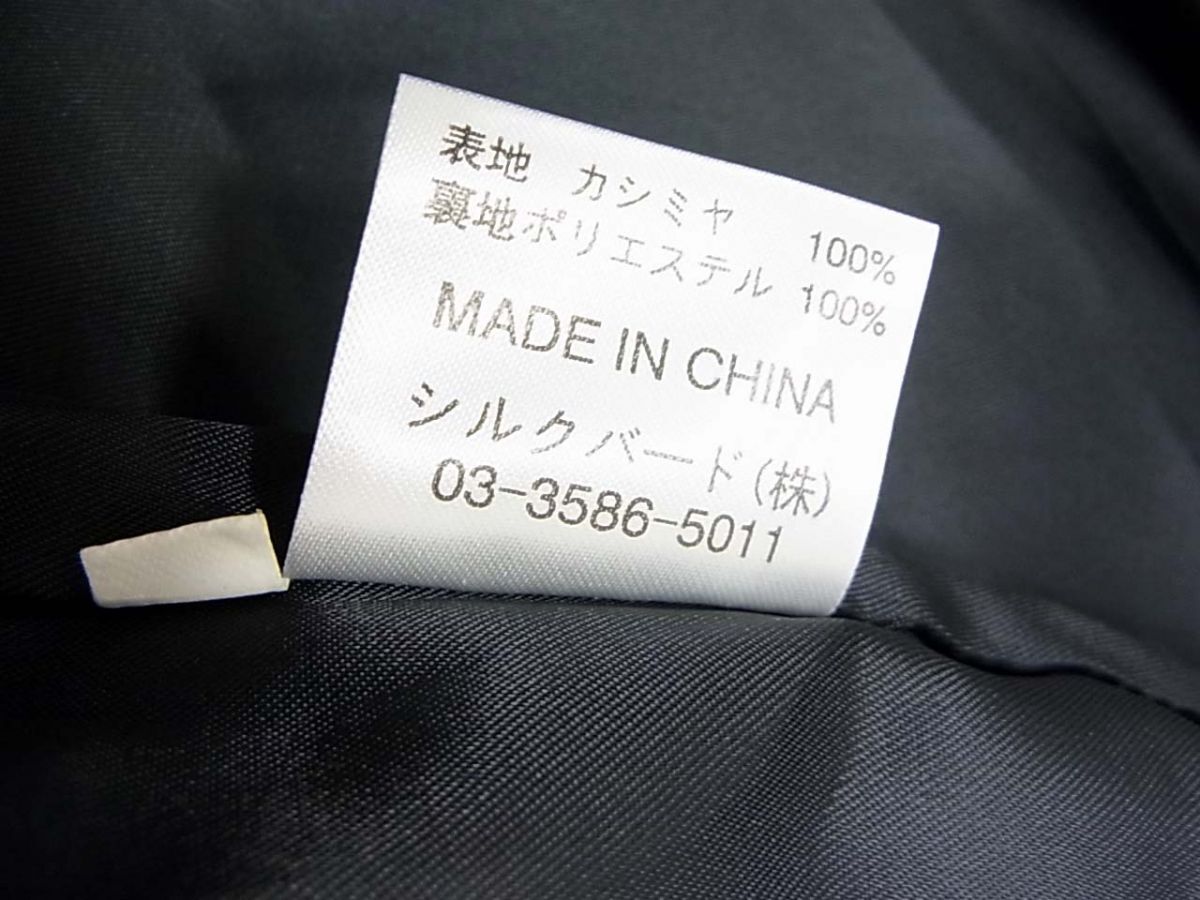 表地 カシミヤ 100%
裏地ポリエステル 100%
MADE IN CHINA
シルクバード(株)
03-3586-5011